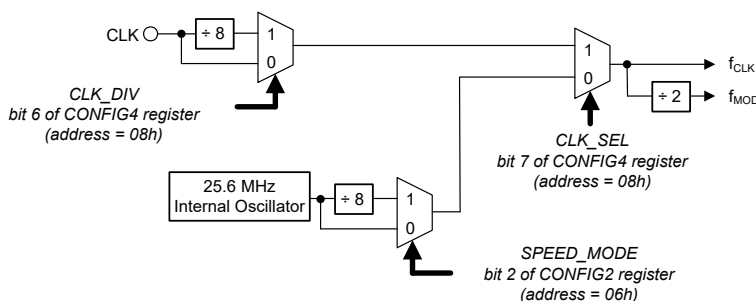 CLK
÷ 8
1
0
CLK_DIV
bit 6 of CONFIG4 register
(address = 08h)
1
0
fCLK
÷ 2
fMOD
CLK_SEL
bit 7 of CONFIG4 register
(address = 08h)
25.6 MHz
Internal Oscillator
÷ 8
1
0
SPEED_MODE
bit 2 of CONFIG2 register
(address = 06h)